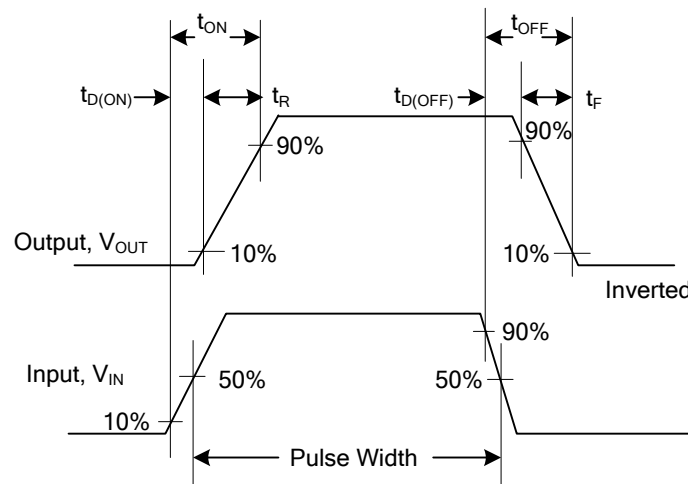 tON
tOFF
tD(ON)
tR
tD(OFF)
tF
90%
90%
Output, VOUT
10%
10%
Inverted
90%
Input, VIN
50%
50%
10%
Pulse Width